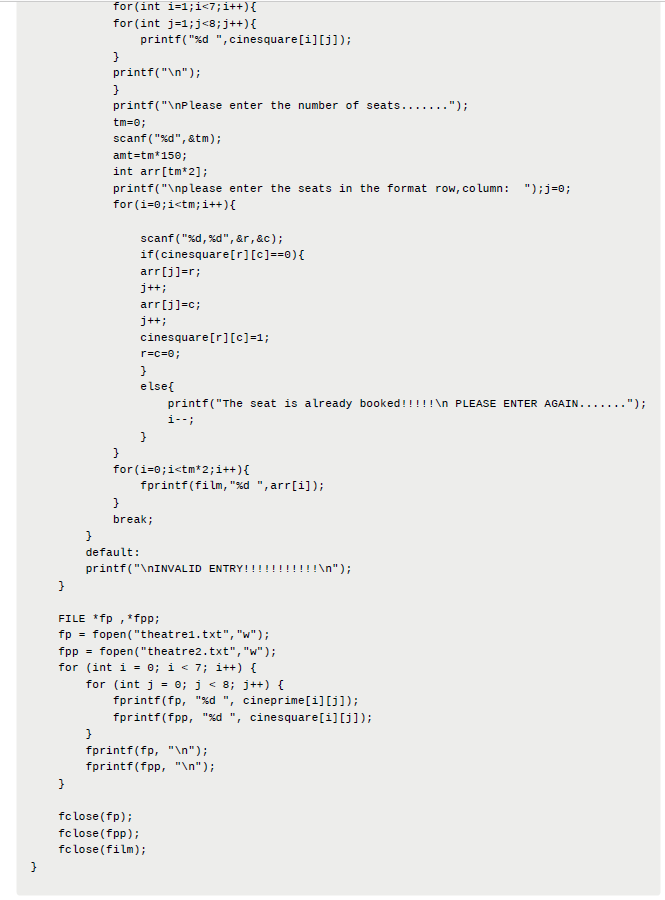 for(int i=1;i<7;i++){
for(int j=1;j<8;j++){
printf("%d ",cinesquare[i][j]);
}
printf("\n");
}
printf("\nPlease enter the number of seats.......");
tm=0;
scanf("%d",&tm);
amt=tm*150;
int arr[tm*2];
printf("\nplease enter the seats in the format row,column:  ");j=0;
for(i=0;i<tm;i++){
scanf("%d,%d",&r,&c);
if(cinesquare[r][c]==0){
arr[j]=r;
j++;
arr[j]=c;
j++;
cinesquare[r][c]=1;
r=c=0;
}
else{
printf("The seat is already booked!!!!!\n PLEASE ENTER AGAIN.......");
i--;
}
}
for(i=0;i<tm*2;i++){
fprintf(film,"%d ",arr[i]);
}
break;
}
default:
printf("\nINVALID ENTRY!!!!!!!!!!!\n");
}
FILE *fp ,*fpp;
fp = fopen("theatre1.txt","w");
fpp = fopen("theatre2.txt","w");
for (int i = 0; i < 7; i++) {
for (int j = 0; j < 8; j++) {
fprintf(fp, "%d ", cineprime[i][j]);
fprintf(fpp, "%d ", cinesquare[i][j]);
}
fprintf(fp, "\n");
fprintf(fpp, "\n");
}
fclose(fp);
fclose(fpp);
fclose(film);
}